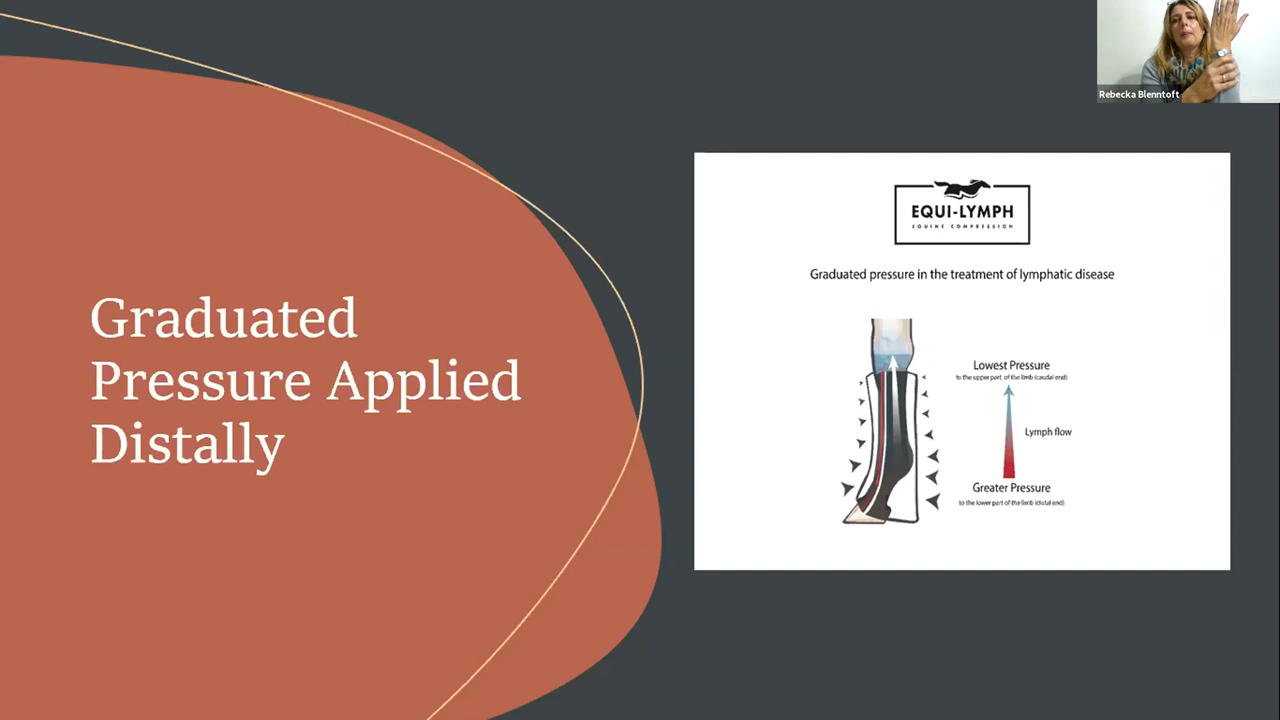 Rebecka Blenntoft
Graduated
Pressure Applied
Distally
EQUI-LYMPH
EQUINE COMPRESSION
Graduated pressure in the treatment of lymphatic disease
Lowest Pressure
to the upper part of the limb (caudal end)
Lymph flow
Greater Pressure
to the lower part of the limb (distal end)